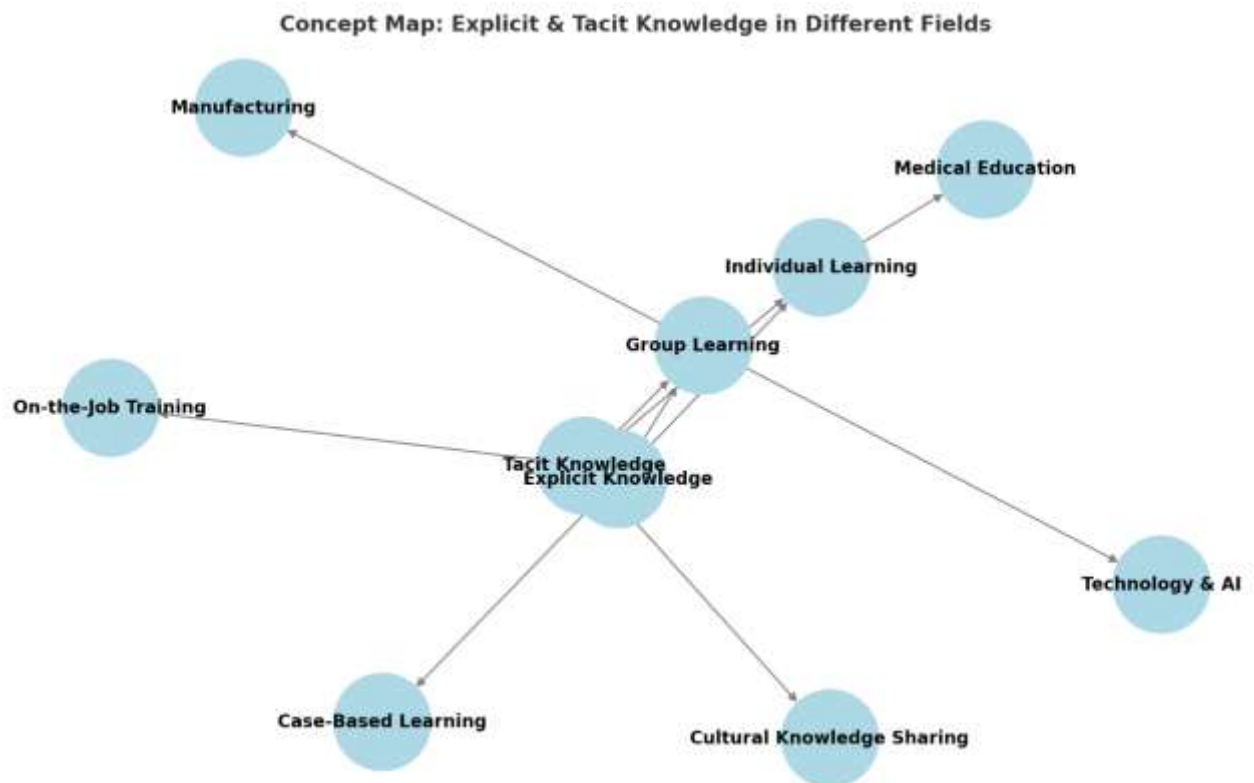 Concept Map: Explicit & Tacit Knowledge in Different Fields
Manufacturing
Medical Education
Individual Learning
Group Learning
On-the-Job Training
Tacit Knowledge
Explicit Knowledge
Technology & AI
Case-Based Learning
Cultural Knowledge Sharing